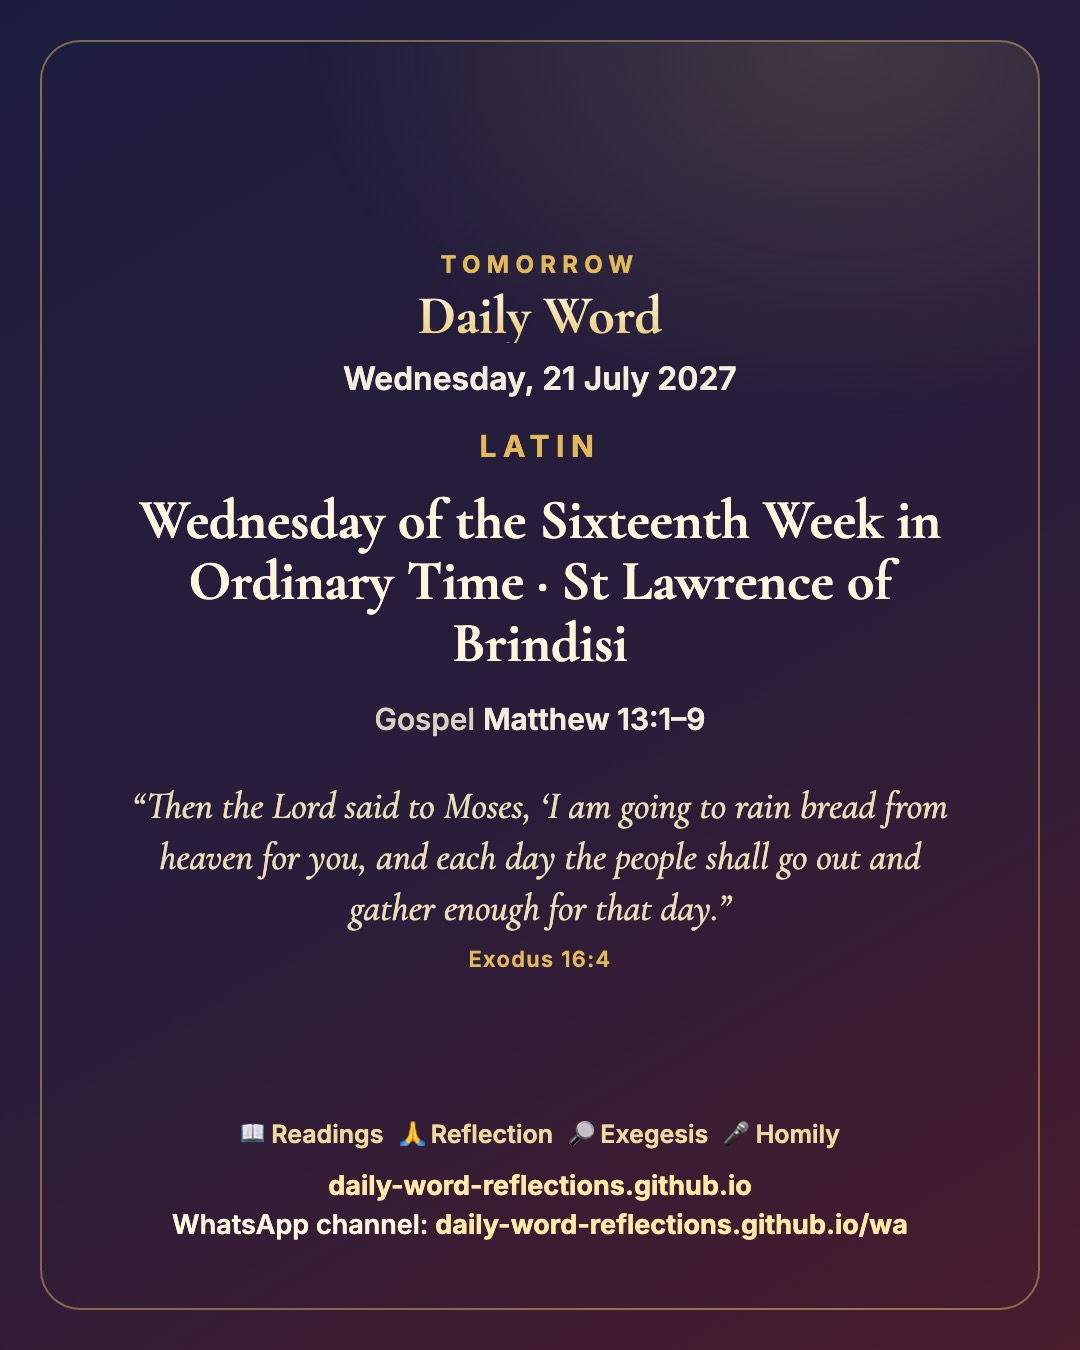 TOMORROW
Daily Word
Wednesday, 21 July 2027
LATIN
Wednesday of the Sixteenth Week in
Ordinary Time · St Lawrence of
Brindisi
Gospel Matthew 13:1–9
“Then the Lord said to Moses, ‘I am going to rain bread from
heaven for you, and each day the people shall go out and
gather enough for that day.”
Exodus 16:4
📖 Readings 🙏 Reflection 🔎 Exegesis 🎤 Homily
daily-word-reflections.github.io
WhatsApp channel: daily-word-reflections.github.io/wa